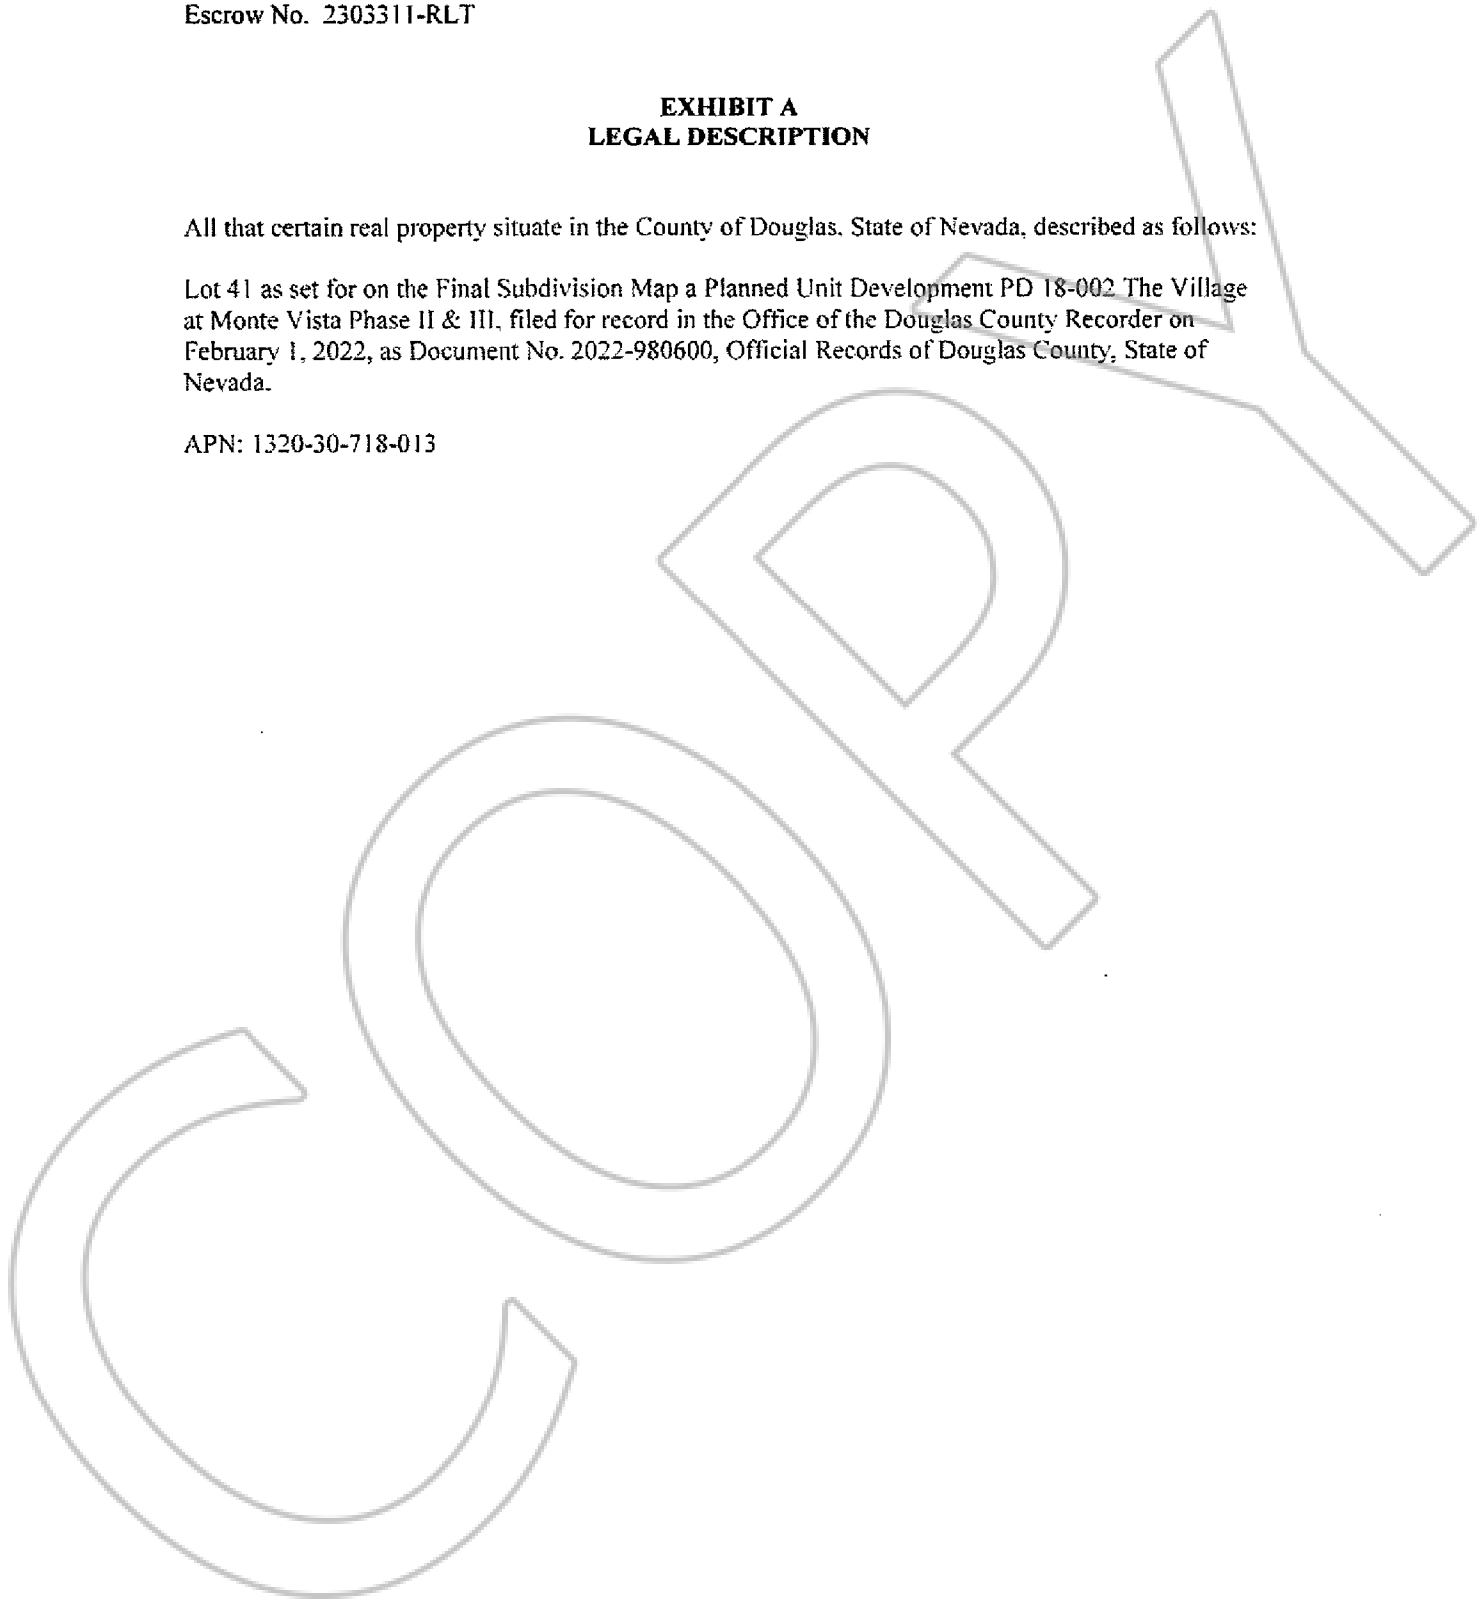 Escrow No. 2303311-RLT
EXHIBIT A
LEGAL DESCRIPTION
All that certain real property situate in the County of Douglas, State of Nevada, described as follows:
Lot 41 as set for on the Final Subdivision Map a Planned Unit Development PD 18-002 The Village
at Monte Vista Phase II & III, filed for record in the Office of the Douglas County Recorder on
February 1, 2022, as Document No. 2022-980600, Official Records of Douglas County, State of
Nevada.
APN: 1320-30-718-013
COPY